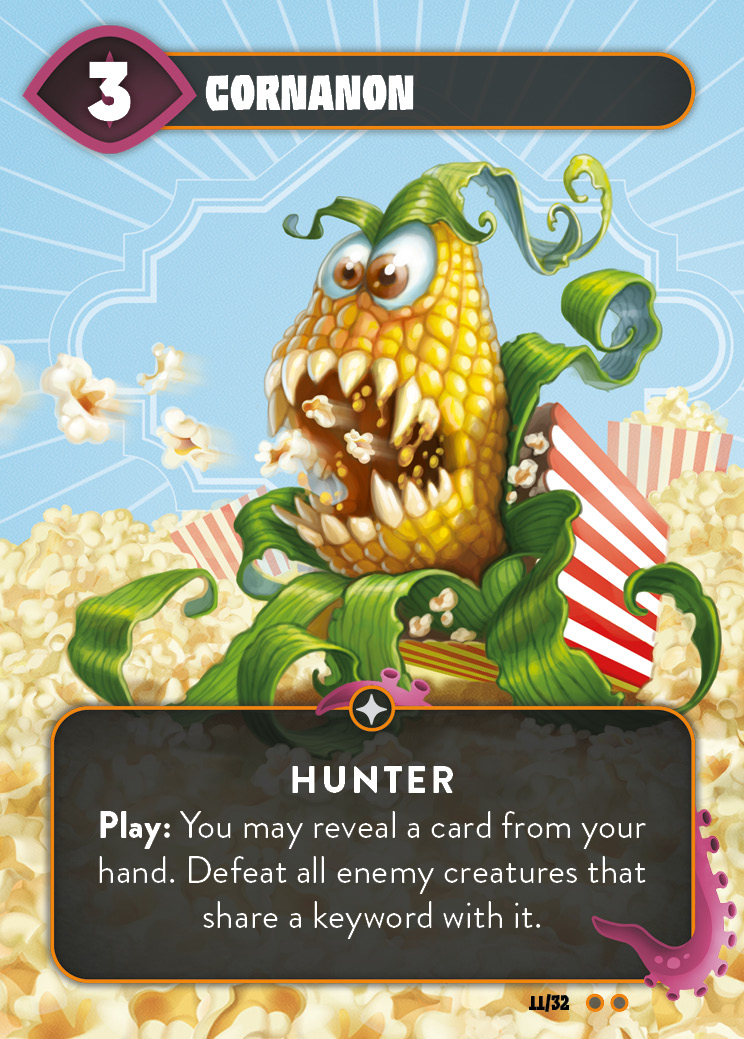 3
CORNANON
HUNTER
Play: You may reveal a card from your
hand. Defeat all enemy creatures that
share a keyword with it.
11/32